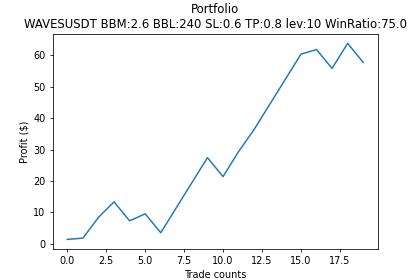 Portfolio
WAVESUSDT BBM:2.6 BBL:240 SL:0.6 TP:0.8 lev:10 WinRatio:75.0
60
50
40
30
20
10
0
Profit ($)
0.0 2.5 5.0 7.5 10.0 12.5 15.0 17.5
Trade counts